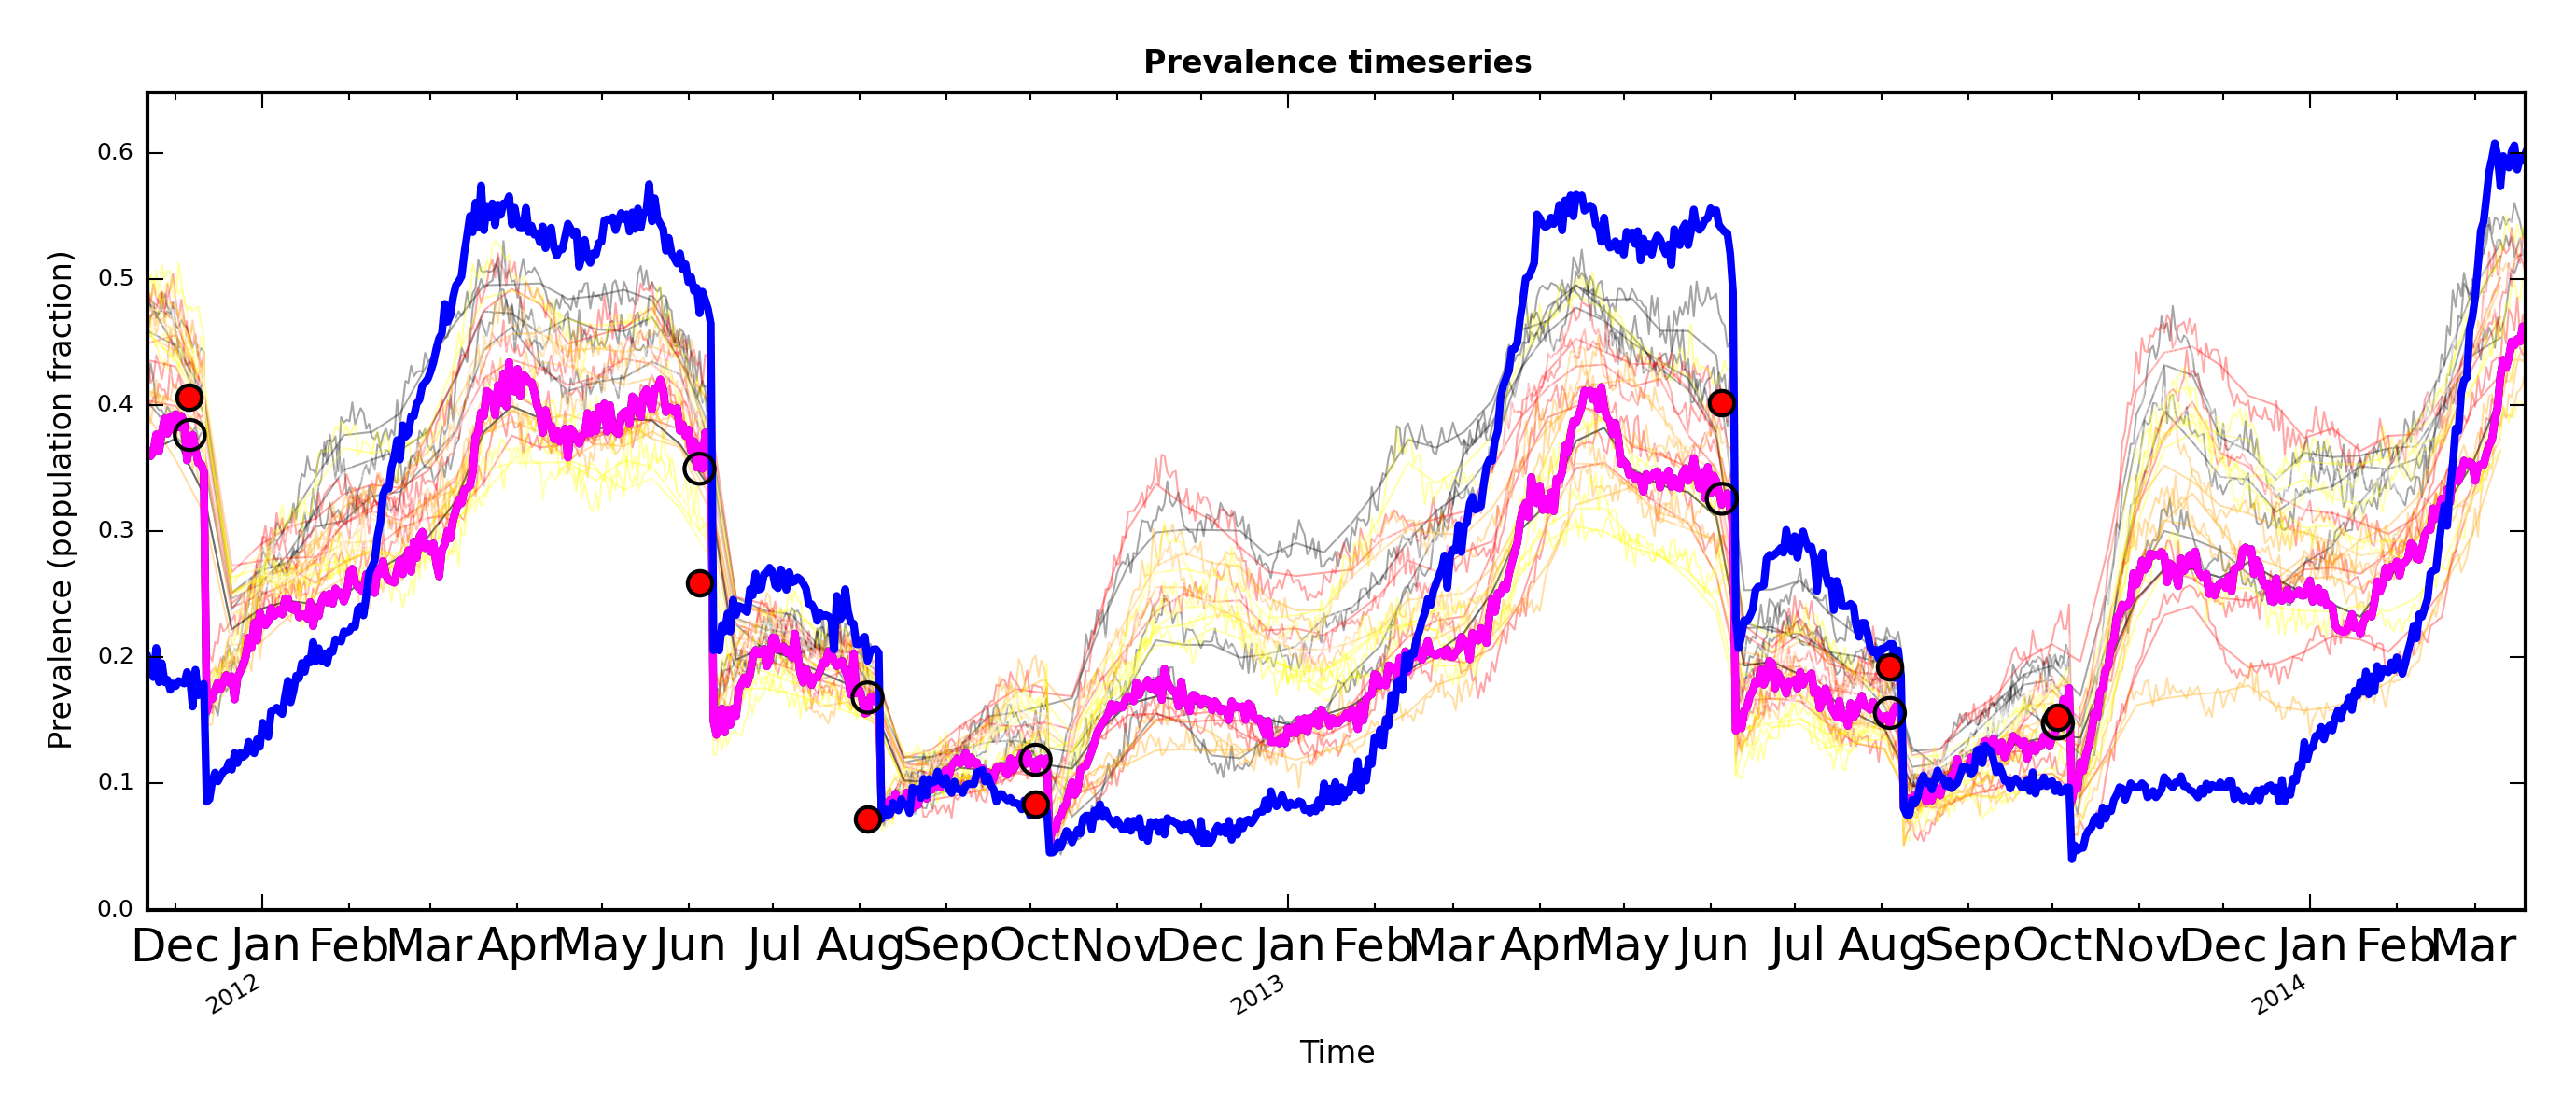 Prevalence timeseries
Prevalence (population fraction)
0.6
0.5
0.4
0.3
0.2
0.1
0.0
Dec Jan Feb Mar Apr May Jun Jul Aug Sep Oct Nov Dec Jan Feb Mar Apr May Jun Jul Aug Sep Oct Nov Dec Jan Feb Mar
2012 2013 2014
Time